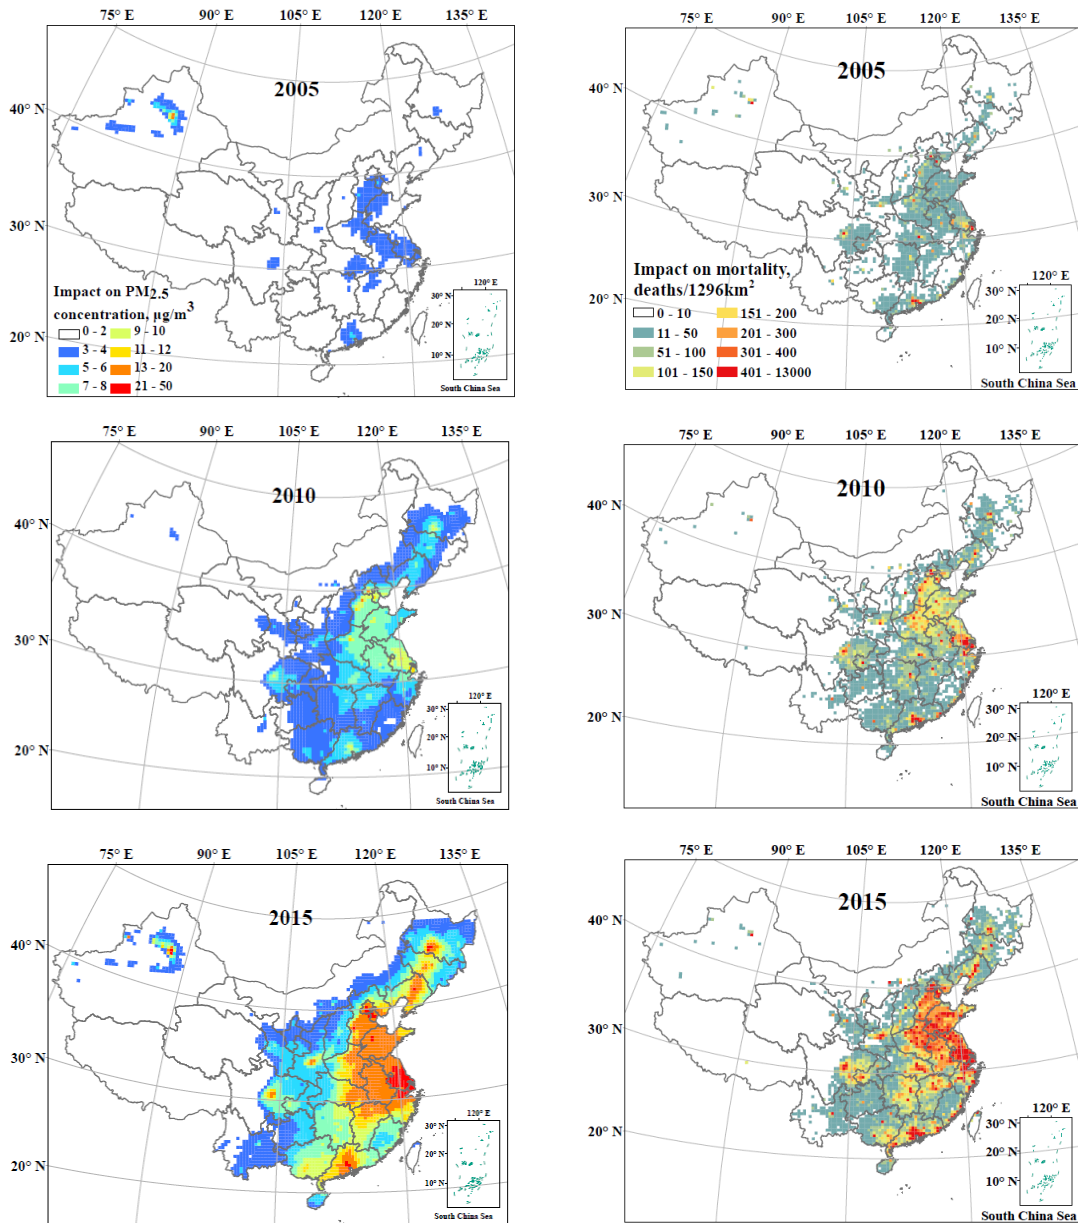 75° E 90° E 105° E 120° E 135° E
2005
40° N
30° N
20° N
Impact on PM2.5
concentration, µg/m3
0 - 2 9 - 10
3 - 4 11 - 12
5 - 6 13 - 20
7 - 8 21 - 50
120° E
30° N
20° N
10° N
South China Sea
75° E 90° E 105° E 120° E 135° E
2005
40° N
30° N
20° N
Impact on mortality,
deaths/1296km2
0 - 10 151 - 200
11 - 50 201 - 300
51 - 100 301 - 400
101 - 150 401 - 13000
120° E
30° N
20° N
10° N
South China Sea
75° E 90° E 105° E 120° E 135° E
2010
40° N
30° N
20° N
120° E
30° N
20° N
10° N
South China Sea
75° E 90° E 105° E 120° E 135° E
2010
40° N
30° N
20° N
120° E
30° N
20° N
10° N
South China Sea
75° E 90° E 105° E 120° E 135° E
2015
40° N
30° N
20° N
120° E
30° N
20° N
10° N
South China Sea
75° E 90° E 105° E 120° E 135° E
2015
40° N
30° N
20° N
120° E
30° N
20° N
10° N
South China Sea